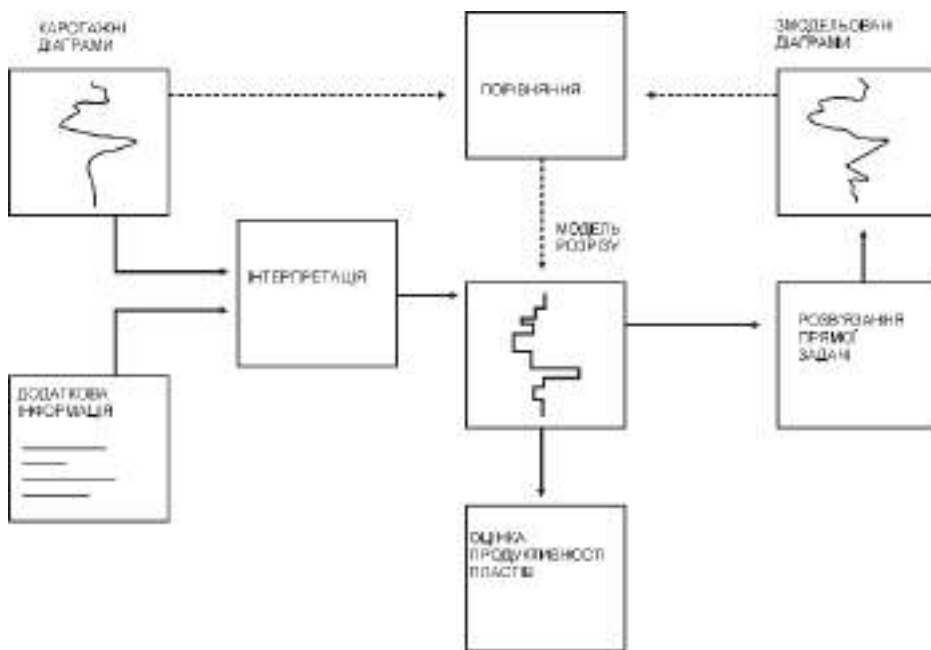 КАРОТАЖНІ
ДІАГРАМИ
ЗМОДЕЛЬОВАНІ
ДІАГРАМИ
ПОРІВНЯННЯ
МОДЕЛЬ
РОЗРІЗУ
ІНТЕРПРЕТАЦІЯ
РОЗВ'ЯЗАННЯ
ПРЯМОЇ
ЗАДАЧІ
ДОДАТКОВА
ІНФОРМАЦІЯ
ОЦІНКА
ПРОДУКТИВНОСТІ
ПЛАСТІВ